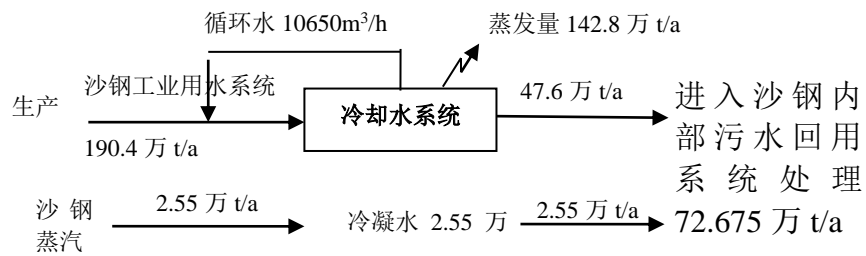 循环水 10650m³/h
蒸发量 142.8 万 t/a
生产
沙钢工业用水系统
190.4 万 t/a
冷却水系统
47.6 万 t/a
进入沙钢内
部污水回用
系统处理
72.675 万 t/a
沙钢
蒸汽
2.55 万 t/a
冷凝水 2.55 万
2.55 万 t/a